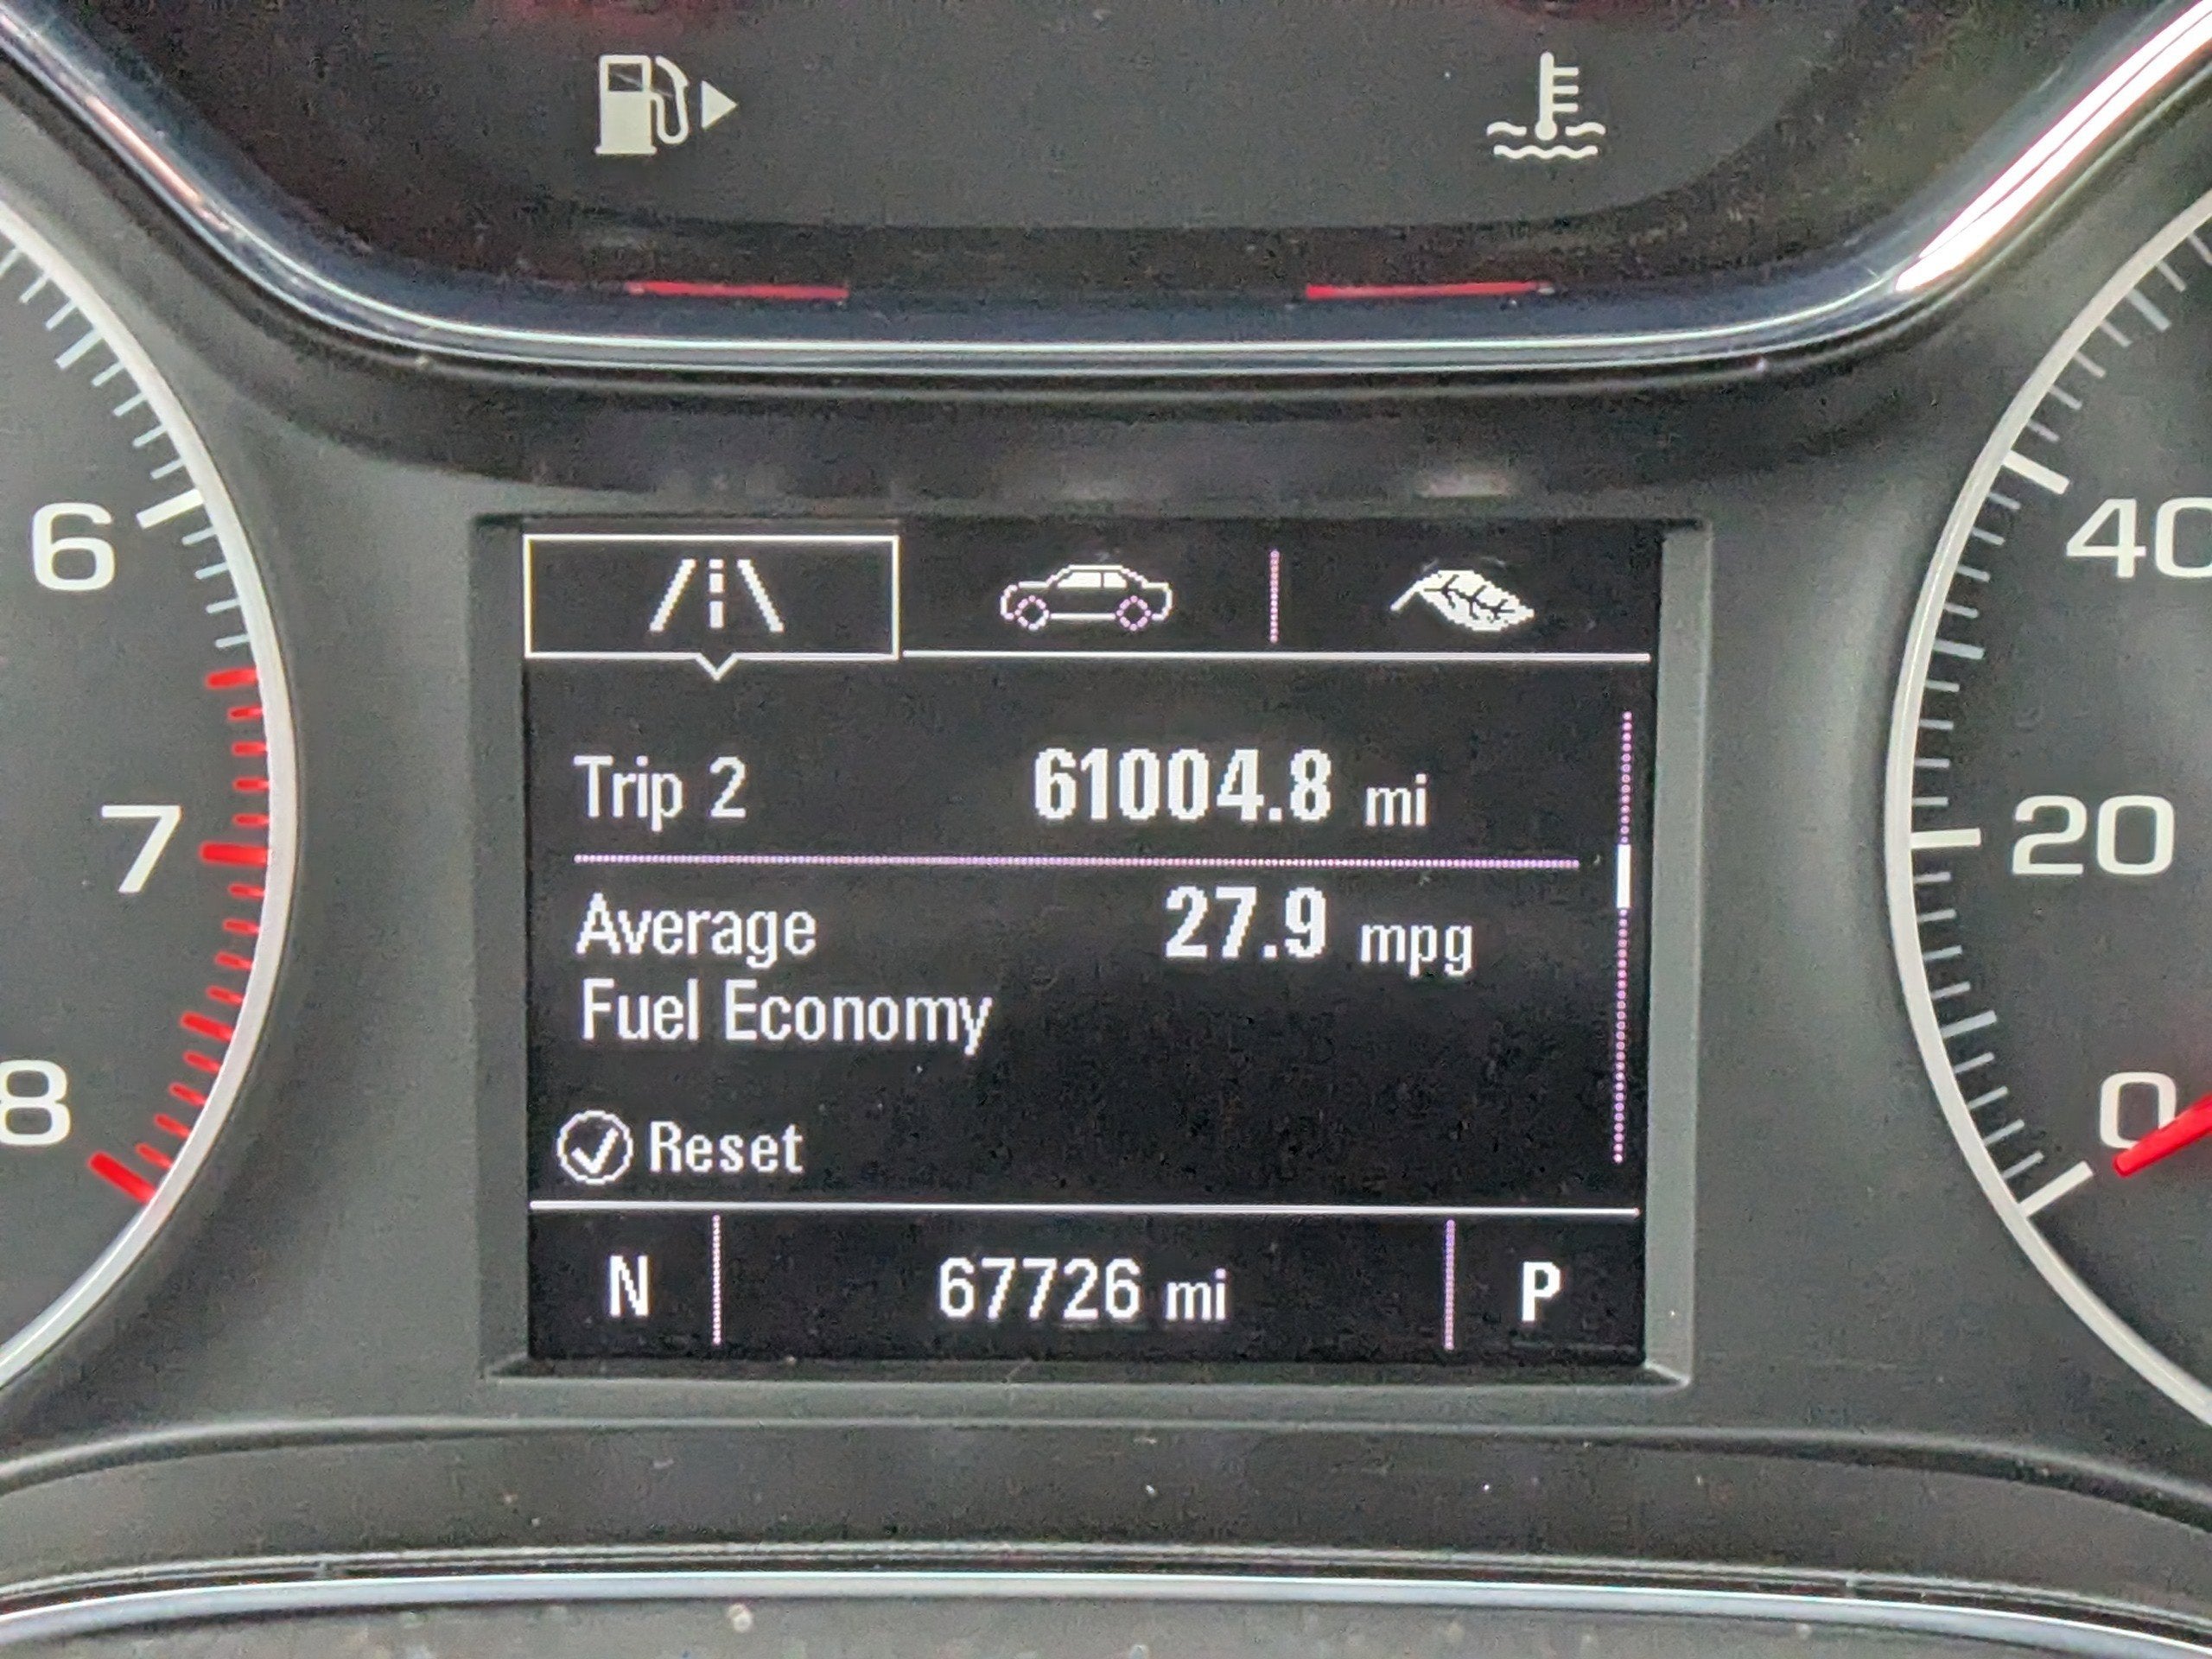 6
7
8
40
20
0
Trip 2 61004.8 mi
Average 27.9 mpg
Fuel Economy
Reset
N 67726 mi P